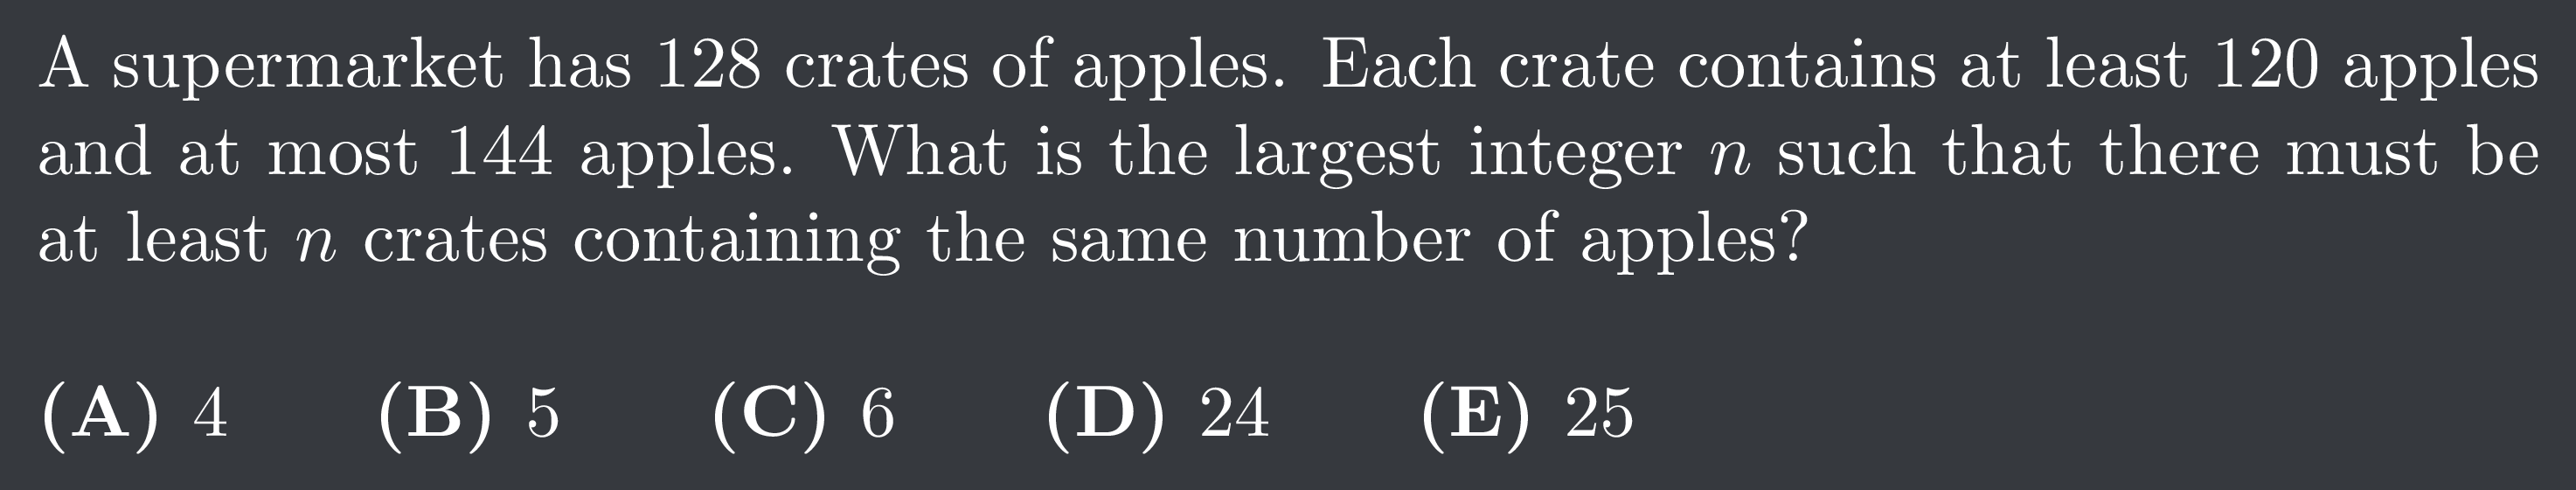 A supermarket has 128 crates of apples. Each crate contains at least 120 apples
and at most 144 apples. What is the largest integer n such that there must be
at least n crates containing the same number of apples?
(A) 4 (B) 5 (C) 6 (D) 24 (E) 25